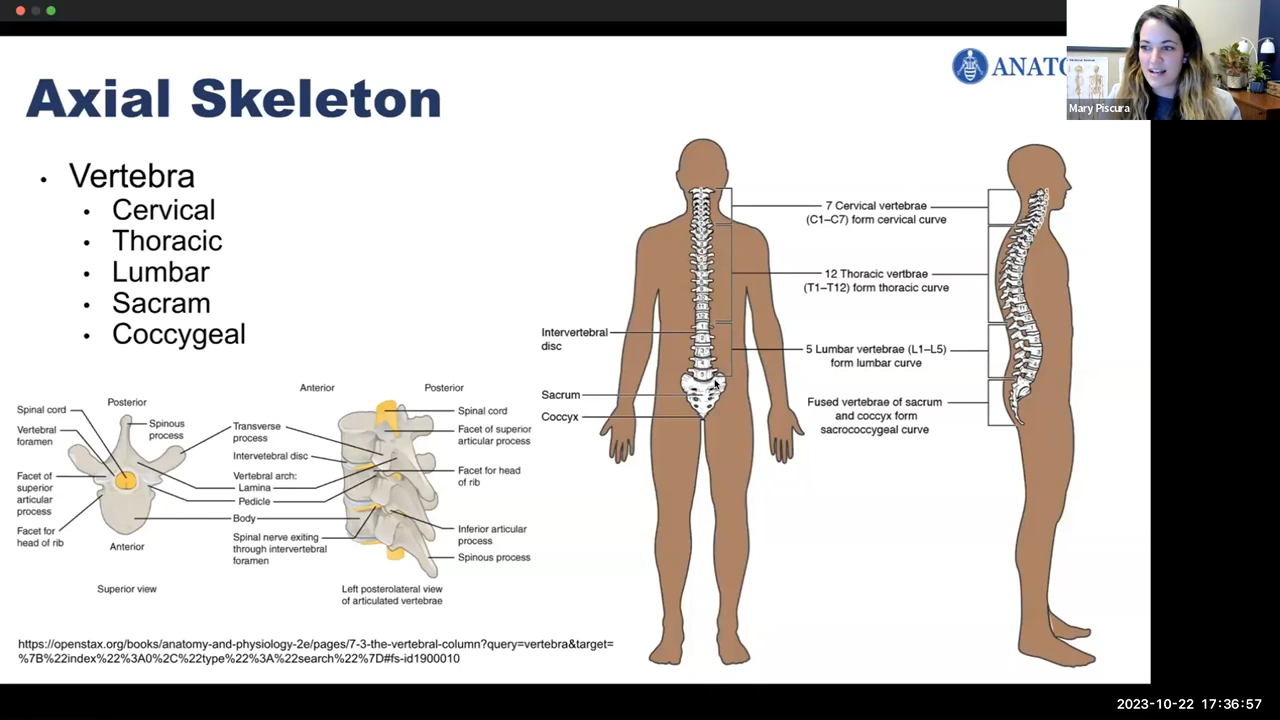 Axial Skeleton
ANATO
Mary Piscura
• Vertebra
• Cervical
• Thoracic
• Lumbar
• Sacram
• Coccygeal
7 Cervical vertebrae
(C1–C7) form cervical curve
12 Thoracic vertbrae
(T1–T12) form thoracic curve
Intervertebral
disc
5 Lumbar vertebrae (L1–L5)
form lumbar curve
Sacrum
Coccyx
Fused vertebrae of sacrum
and coccyx form
sacrococcygeal curve
Posterior
Spinal cord
Spinous
process
Vertebral
foramen
Facet of
superior
articular
process
Facet for
head of rib
Anterior
Superior view
Anterior
Posterior
Transverse
process
Intervetebral disc
Vertebral arch:
Lamina
Pedicle
Body
Spinal nerve exiting
through intervertebral
foramen
Spinal cord
Facet of superior
articular process
Facet for head
of rib
Inferior articular
process
Spinous process
Left posterolateral view
of articulated vertebrae
https://openstax.org/books/anatomy-and-physiology-2e/pages/7-3-the-vertebral-column?query=vertebra&target=
%7B%22index%22%3A0%2C%22type%22%3A%22search%22%7D#fs-id1900010
2023-10-22 17:36:57